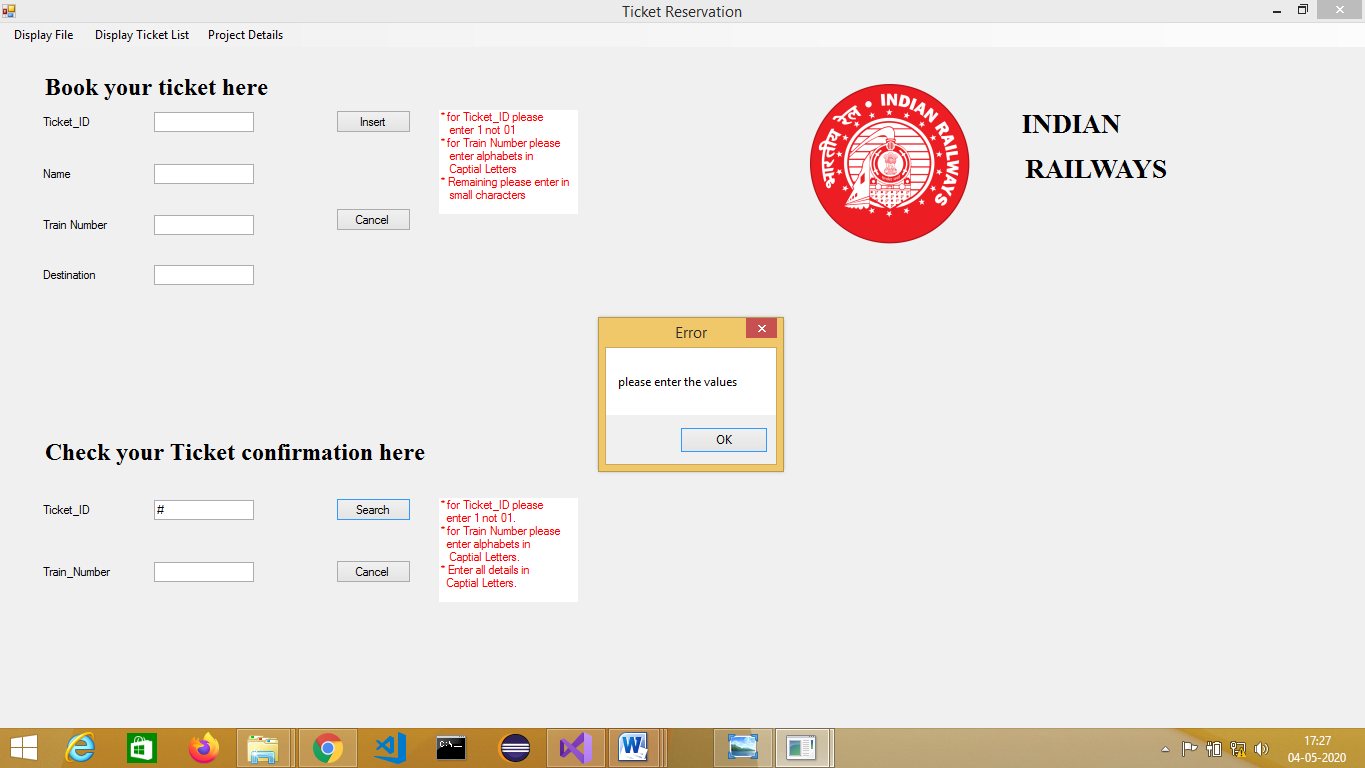 Ticket Reservation
Display File Display Ticket List Project Details
Book your ticket here
Ticket_ID
Insert
* for Ticket_ID please
enter 1 not 01
* for Train Number please
enter alphabets in
Captial Letters
* Remaining please enter in
small characters
Name
Train Number
Cancel
Destination
भारतीय रेल • INDIAN RAILWAYS
INDIAN
RAILWAYS
Error
please enter the values
OK
Check your Ticket confirmation here
Ticket_ID
#
Search
* for Ticket_ID please
enter 1 not 01.
* for Train Number please
enter alphabets in
Captial Letters.
* Enter all details in
Captial Letters.
Train_Number
Cancel
C:\_
17:27
04-05-2020